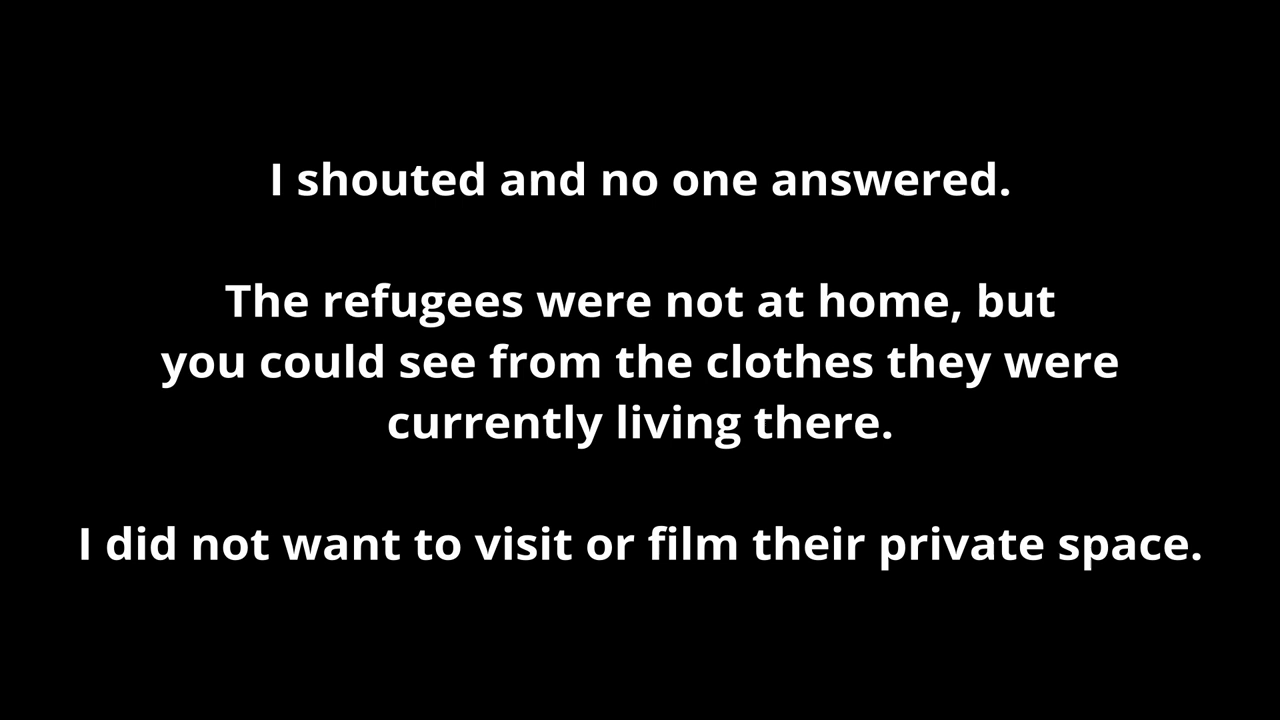 I shouted and no one answered.
The refugees were not at home, but
you could see from the clothes they were
currently living there.
I did not want to visit or film their private space.